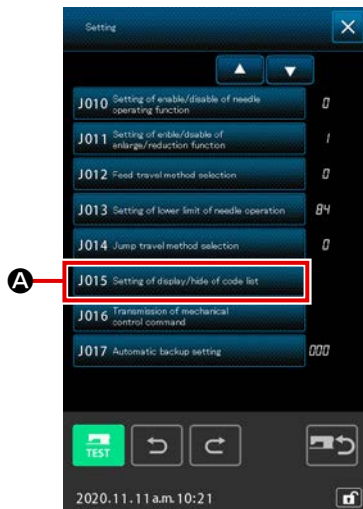 Setting
J010 Setting of enable/disable of needle
operating function
0
J011 Setting of enble/dsable of
enlarge/reduction function
1
J012 Feed travel method selection
0
J013 Setting of lower limit of needle operation
84
J014 Jump travel method selection
0
A
J015 Setting of display/hide of code list
J016 Transmission of mechanical
control command
J017 Automatic backup setting
000
TEST
2020.11.11 a.m. 10:21